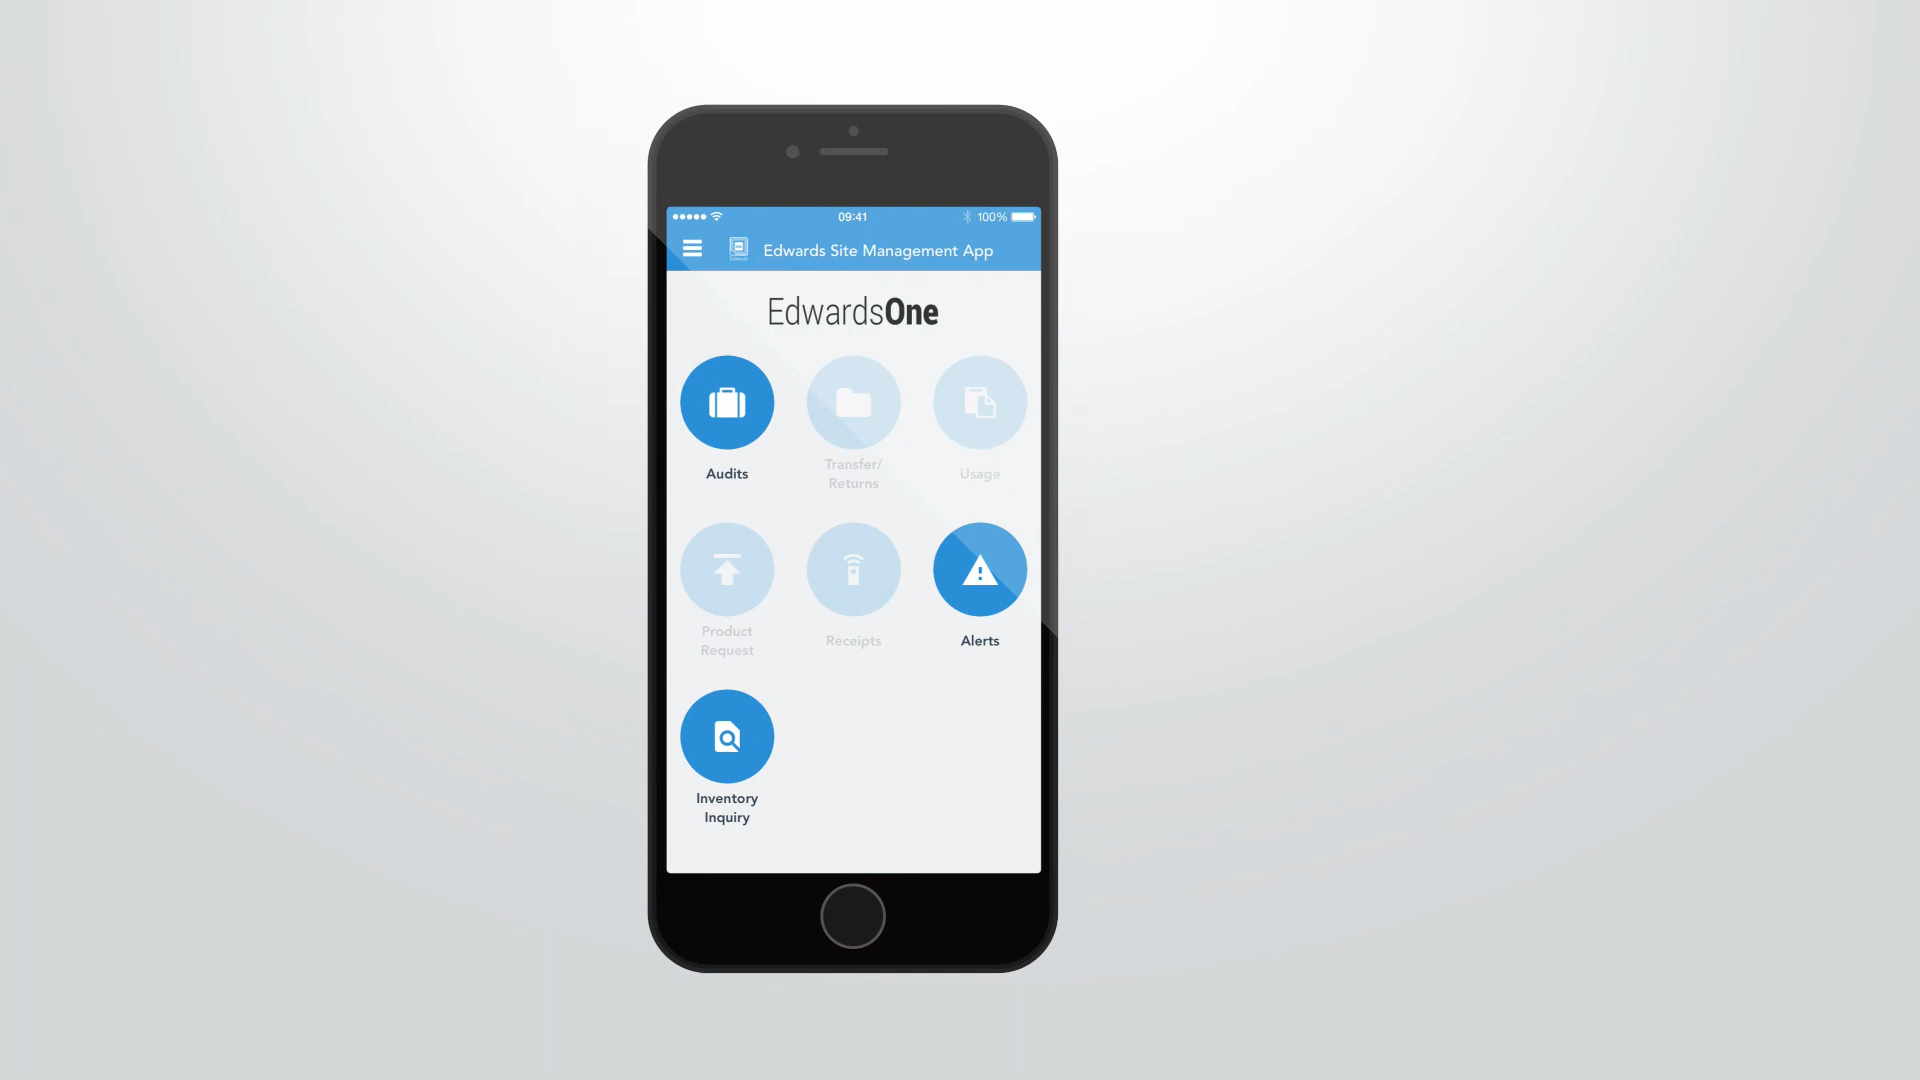 09:41
100%
Edwards Site Management App
EdwardsOne
Audits
Transfer/
Returns
Usage
Product
Request
Receipts
Alerts
Inventory
Inquiry